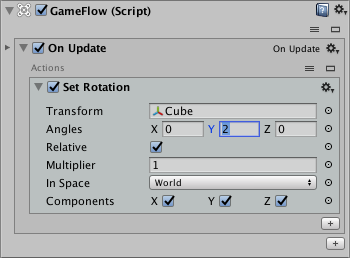 GameFlow (Script)
On Update On Update
Actions
Set Rotation
Transform Cube
Angles X 0 Y 2 Z 0
Relative
Multiplier 1
In Space World
Components X Y Z